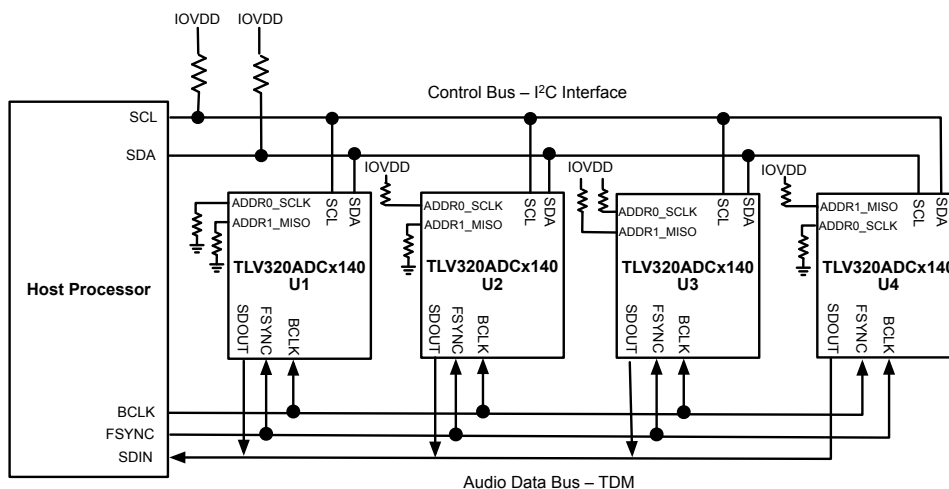 IOVDD
IOVDD
Control Bus – I²C Interface
SCL
SDA
Host Processor
BCLK
FSYNC
SDIN
ADDR0_SCLK
ADDR1_MISO
SCL
SDA
TLV320ADCx140
U1
SDOUT
FSYNC
BCLK
IOVDD
ADDR0_SCLK
ADDR1_MISO
SCL
SDA
TLV320ADCx140
U2
SDOUT
FSYNC
BCLK
IOVDD
ADDR0_SCLK
ADDR1_MISO
SCL
SDA
TLV320ADCx140
U3
SDOUT
FSYNC
BCLK
IOVDD
ADDR1_MISO
ADDR0_SCLK
SCL
SDA
TLV320ADCx140
U4
SDOUT
FSYNC
BCLK
Audio Data Bus – TDM